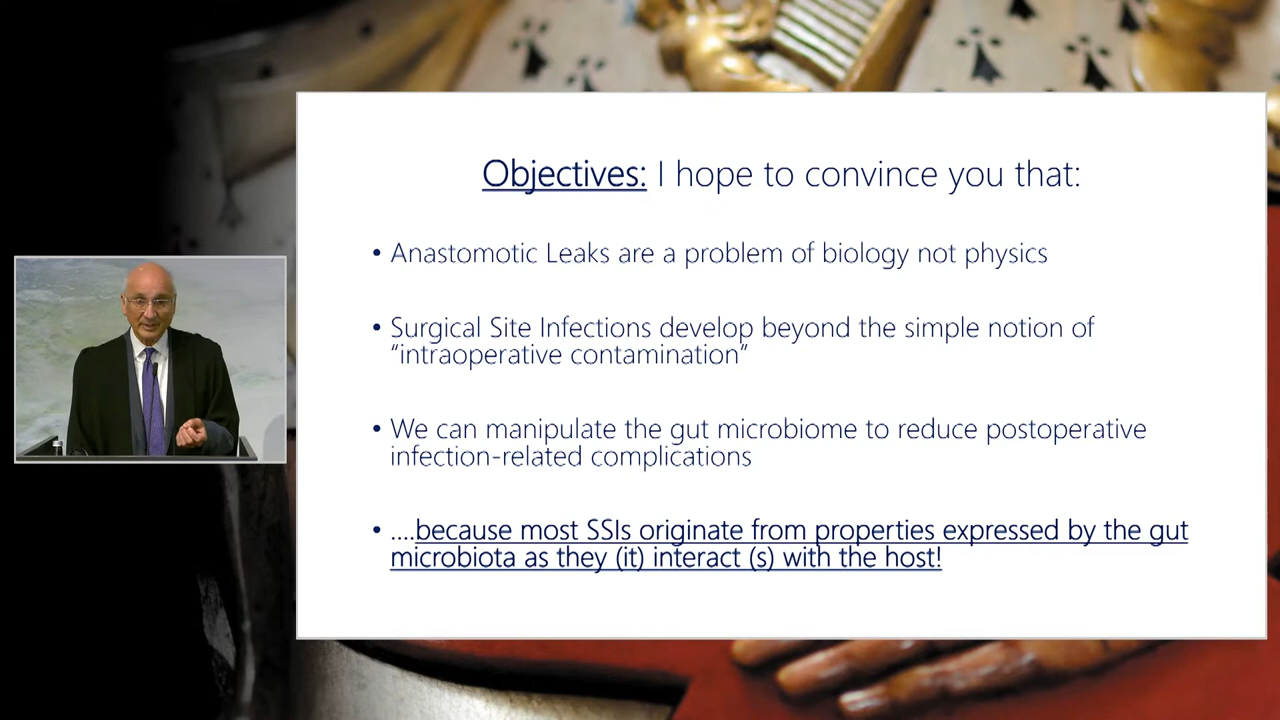 Objectives: I hope to convince you that:
• Anastomotic Leaks are a problem of biology not physics
• Surgical Site Infections develop beyond the simple notion of
“intraoperative contamination”
• We can manipulate the gut microbiome to reduce postoperative
infection-related complications
• ....because most SSIs originate from properties expressed by the gut
microbiota as they (it) interact (s) with the host!